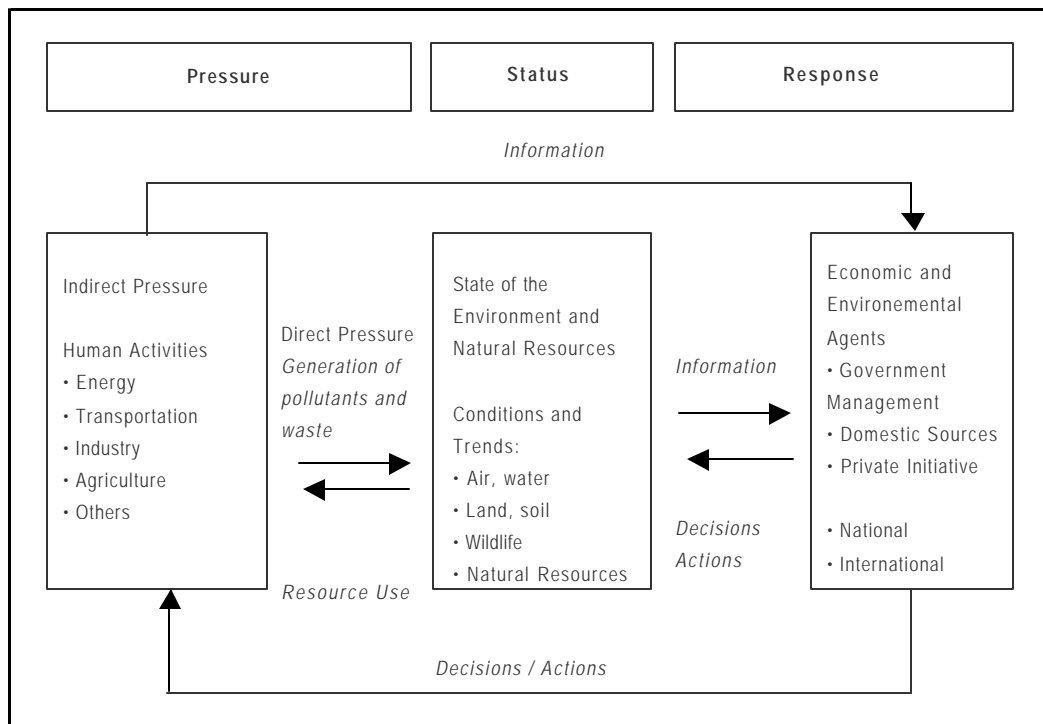 Pressure
Status
Response
Information
Indirect Pressure
Human Activities
• Energy
• Transportation
• Industry
• Agriculture
• Others
Direct Pressure
Generation of
pollutants and
waste
Resource Use
State of the
Environment and
Natural Resources
Conditions and
Trends:
• Air, water
• Land, soil
• Wildlife
• Natural Resources
Information
Decisions
Actions
Economic and
Environemental
Agents
• Government
Management
• Domestic Sources
• Private Initiative
• National
• International
Decisions / Actions